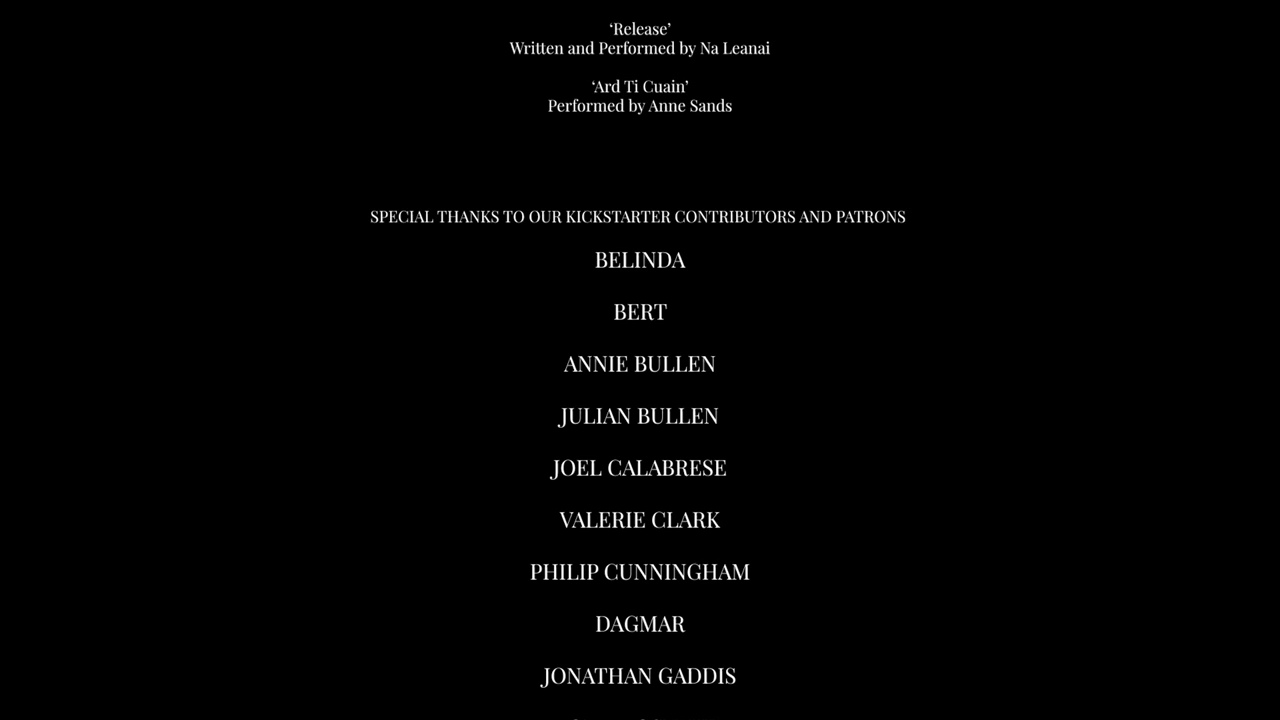 ‘Release’
Written and Performed by Na Leanai
‘Ard Ti Cuain’
Performed by Anne Sands
SPECIAL THANKS TO OUR KICKSTARTER CONTRIBUTORS AND PATRONS
BELINDA
BERT
ANNIE BULLEN
JULIAN BULLEN
JOEL CALABRESE
VALERIE CLARK
PHILIP CUNNINGHAM
DAGMAR
JONATHAN GADDIS